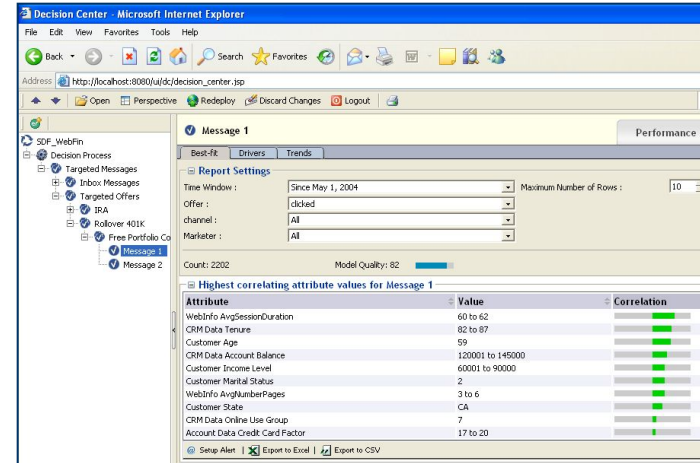 Decision Center - Microsoft Internet Explorer
File Edit View Favorites Tools Help
Back Search Favorites
Address http://localhost:8080/ui/dc/decision_center.jsp
Open Perspective Redeploy Discard Changes Logout
SDF_WebFin
Decision Process
Targeted Messages
Inbox Messages
Targeted Offers
IRA
Rollover 401K
Free Portfolio Co
Message 1
Message 2
Message 1 Performance
Best-fit Drivers Trends
Report Settings
Time Window : Since May 1, 2004 Maximum Number of Rows : 10
Offer : clicked
channel : All
Marketer : All
Count: 2202 Model Quality: 82
Highest correlating attribute values for Message 1
Attribute Value Correlation
WebInfo AvgSessionDuration 60 to 62
CRM Data Tenure 82 to 87
Customer Age 59
CRM Data Account Balance 120001 to 145000
Customer Income Level 60001 to 90000
Customer Marital Status 2
WebInfo AvgNumberPages 3 to 6
Customer State CA
CRM Data Online Use Group 7
Account Data Credit Card Factor 17 to 20
Setup Alert | Export to Excel | Export to CSV